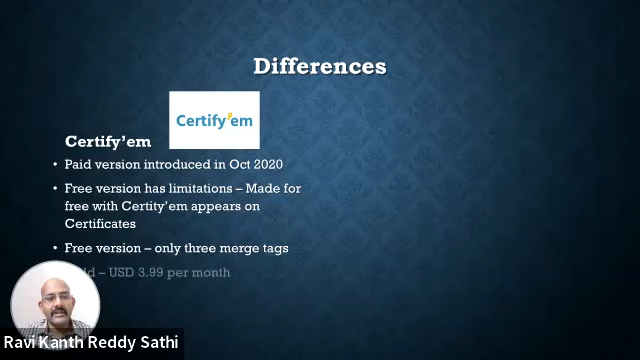 Differences
Certify'em
Certify'em
• Paid version introduced in Oct 2020
• Free version has limitations – Made for
free with Certity'em appears on
Certificates
• Free version – only three merge tags
– USD 3.99 per month
Ravi Kanth Reddy Sathi